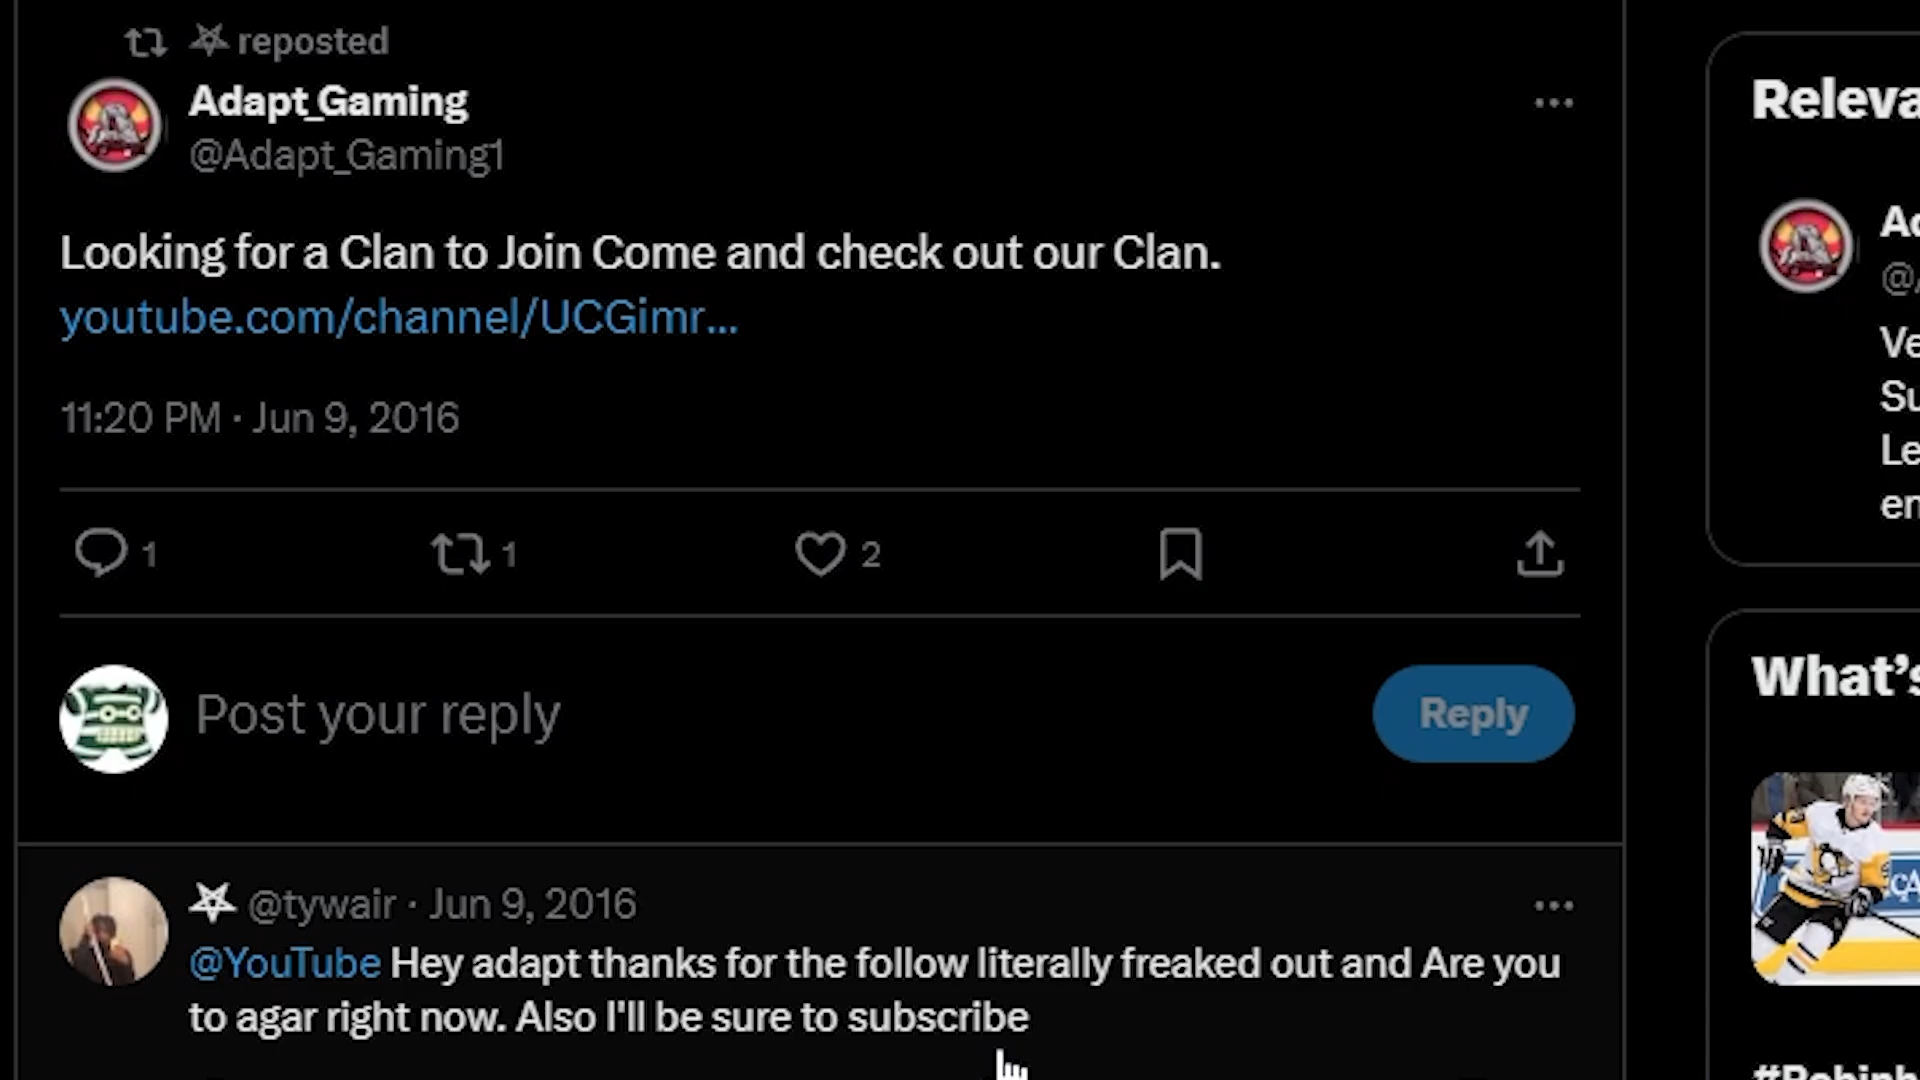 reposted
Adapt_Gaming
@Adapt_Gaming1
Looking for a Clan to Join Come and check out our Clan.
youtube.com/channel/UCGimr...
11:20 PM · Jun 9, 2016
1
1
2
Post your reply
Reply
@tywair · Jun 9, 2016
@YouTube Hey adapt thanks for the follow literally freaked out and Are you
to agar right now. Also I'll be sure to subscribe
Releva
Ad
@
Ve
Su
Le
en
What's